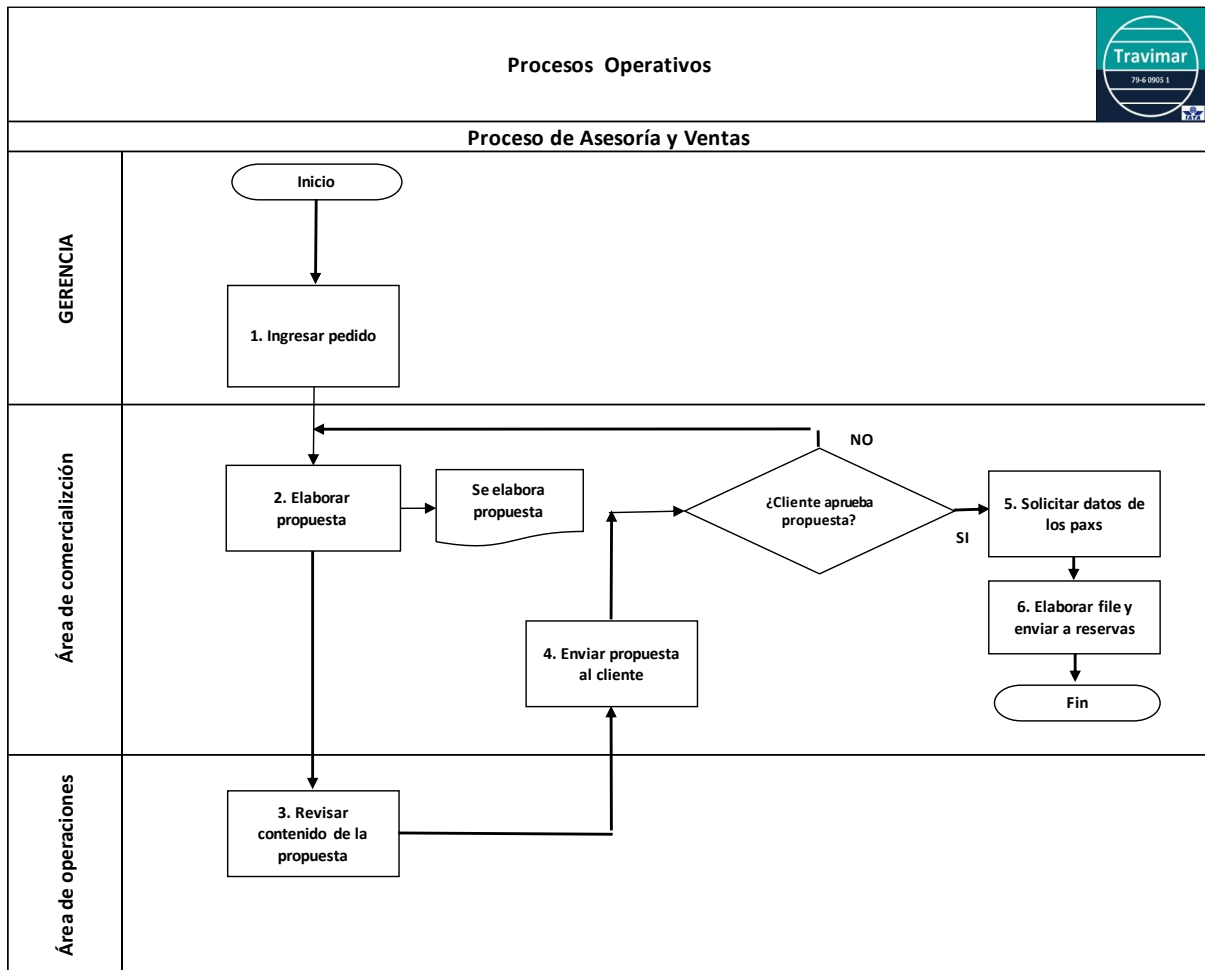 Procesos Operativos
Travimar
79-6 0905 1
IATA
Proceso de Asesoría y Ventas
GERENCIA
Inicio
1. Ingresar pedido
Área de comercializción
NO
2. Elaborar
propuesta
Se elabora
propuesta
¿Cliente aprueba
propuesta?
SI
5. Solicitar datos de
los paxs
6. Elaborar file y
enviar a reservas
4. Enviar propuesta
al cliente
Fin
Área de operaciones
3. Revisar
contenido de la
propuesta